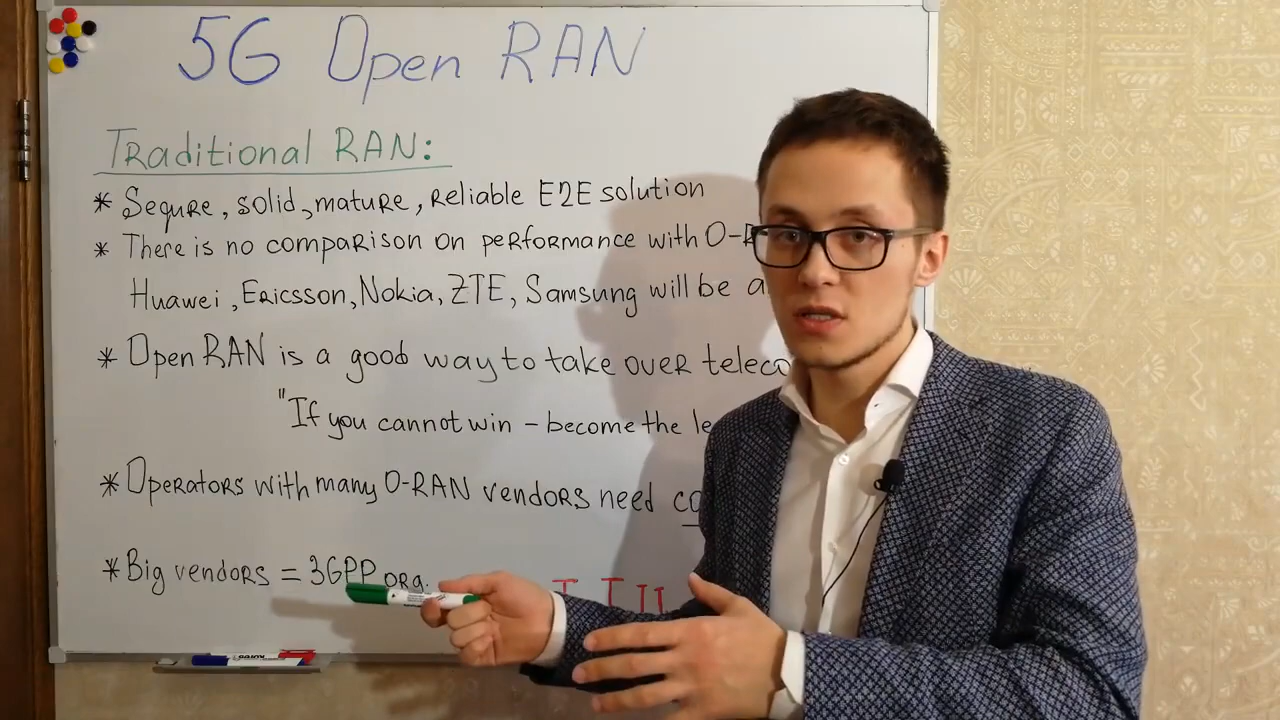 5G Open RAN
Traditional RAN:
* Sequre, solid, mature, reliable E2E solution
* There is no comparison on performance with O-R
Huawei, Ericsson, Nokia, ZTE, Samsung will be a
* Open RAN is a good way to take over teleco
"If you cannot win – become the le
* Operators with many O-RAN vendors need co
* Big vendors = 3GPP org.